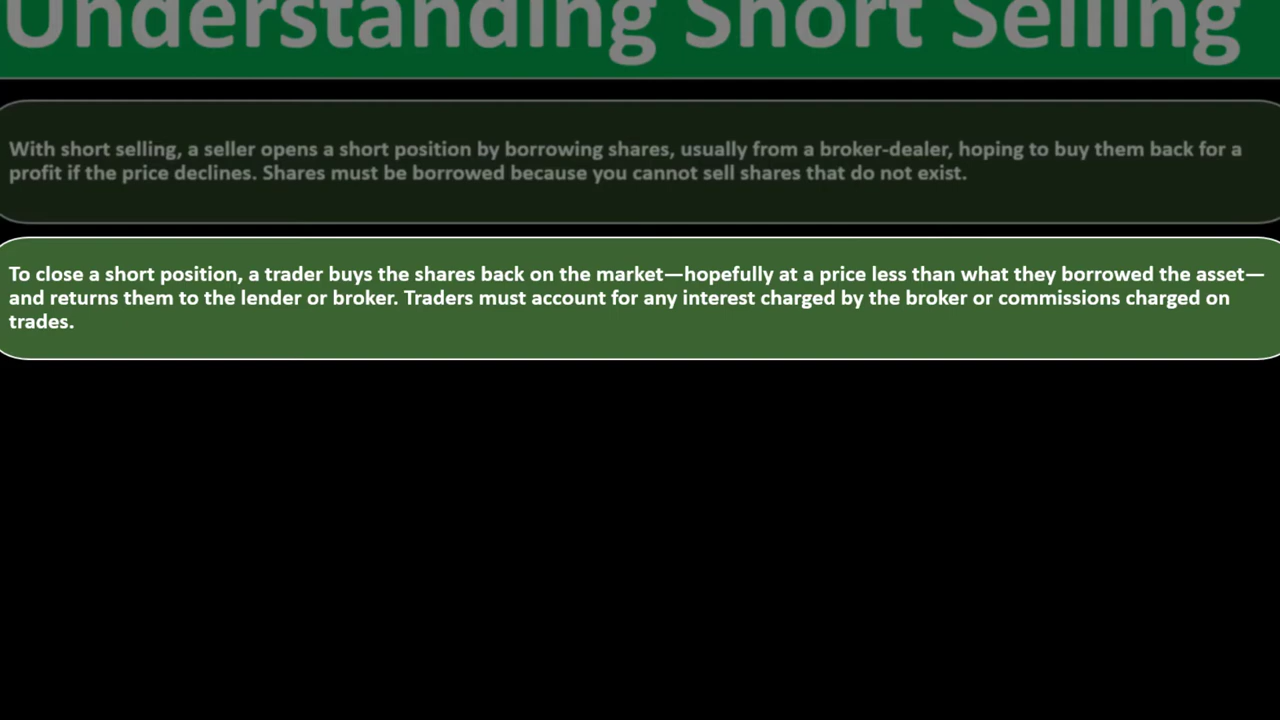 Understanding Short Selling
With short selling, a seller opens a short position by borrowing shares, usually from a broker-dealer, hoping to buy them back for a
profit if the price declines. Shares must be borrowed because you cannot sell shares that do not exist.
To close a short position, a trader buys the shares back on the market—hopefully at a price less than what they borrowed the asset—
and returns them to the lender or broker. Traders must account for any interest charged by the broker or commissions charged on
trades.